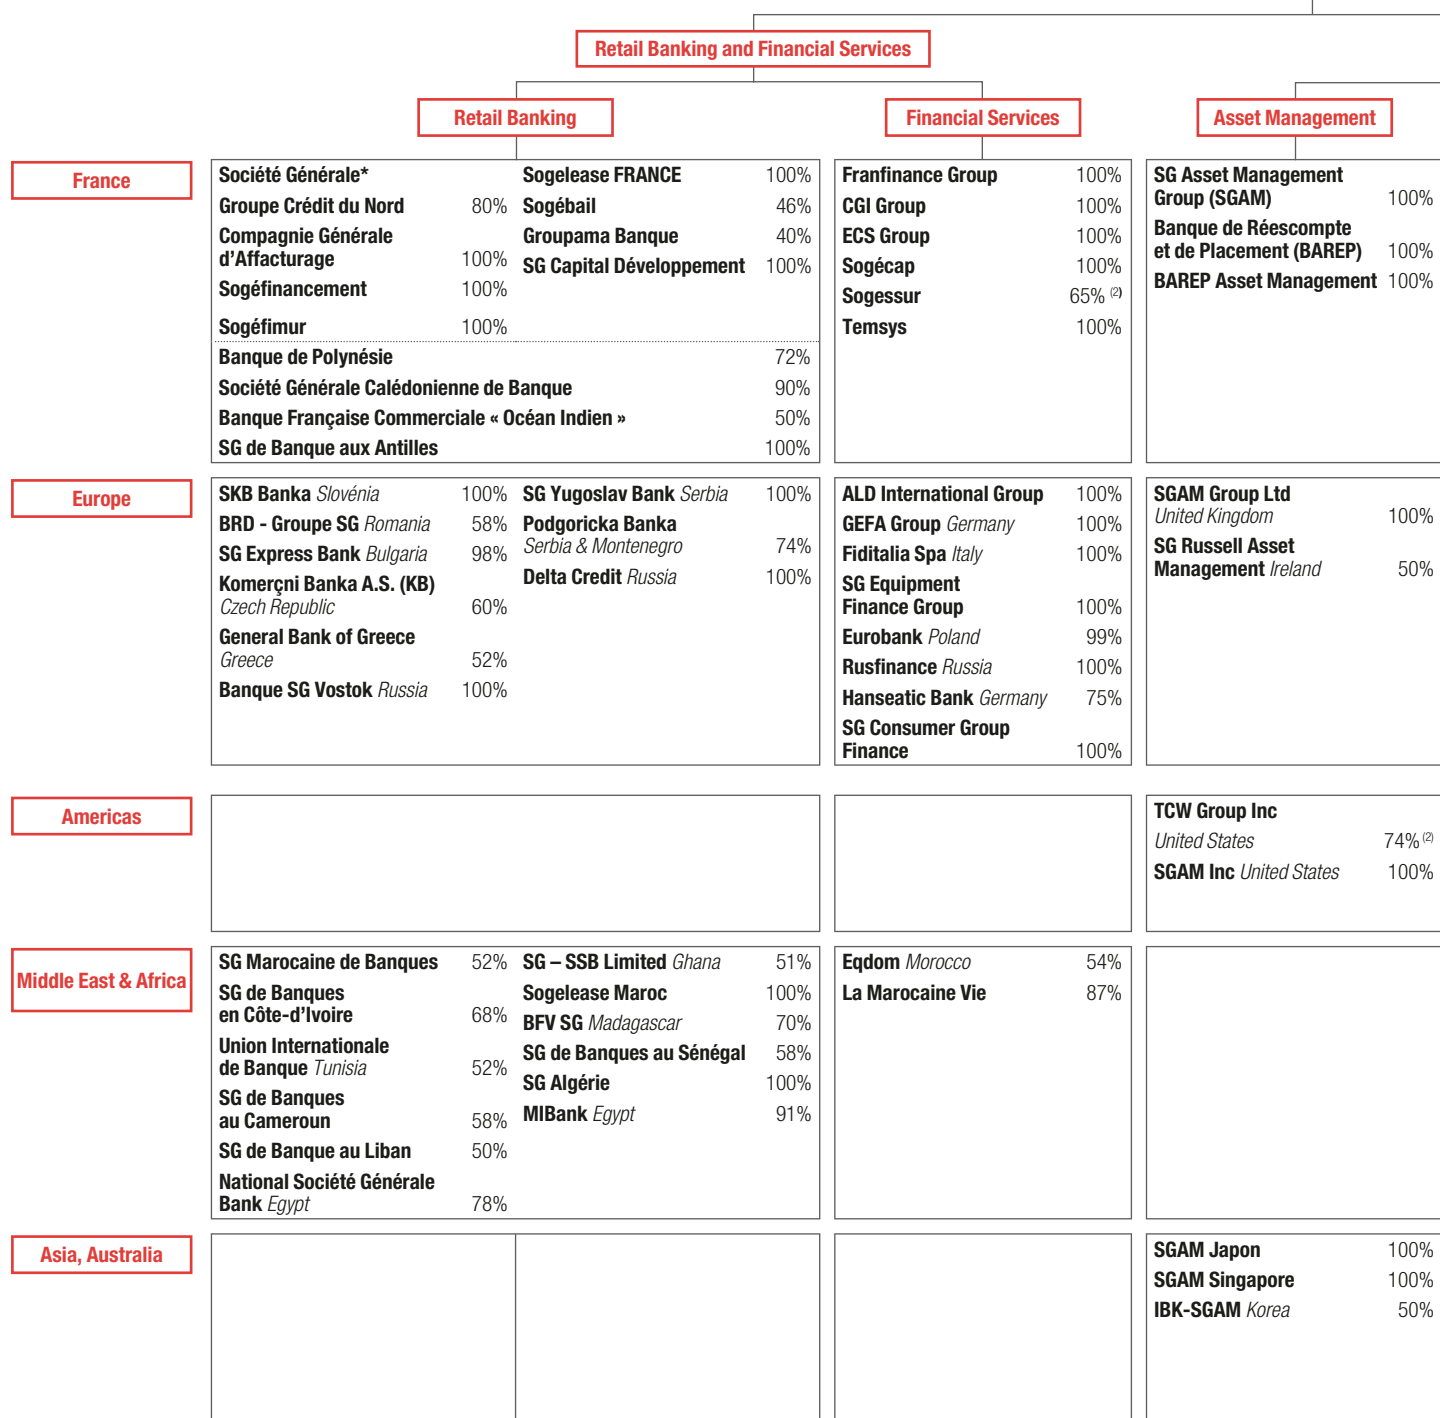 Retail Banking and Financial Services
Retail Banking
Financial Services
Asset Management
France
Société Générale*
Groupe Crédit du Nord 80%
Compagnie Générale
d'Affacturage 100%
Sogéfinancement 100%
Sogéfimur 100%
Sogelease FRANCE 100%
Sogébail 46%
Groupama Banque 40%
SG Capital Développement 100%
Banque de Polynésie 72%
Société Générale Calédonienne de Banque 90%
Banque Française Commerciale « Océan Indien » 50%
SG de Banque aux Antilles 100%
Franfinance Group 100%
CGI Group 100%
ECS Group 100%
Sogécap 100%
Sogessur 65% (2)
Temsys 100%
SG Asset Management
Group (SGAM) 100%
Banque de Réescompte
et de Placement (BAREP) 100%
BAREP Asset Management 100%
Europe
SKB Banka Slovénia 100%
BRD - Groupe SG Romania 58%
SG Express Bank Bulgaria 98%
Komerçni Banka A.S. (KB)
Czech Republic 60%
General Bank of Greece
Greece 52%
Banque SG Vostok Russia 100%
SG Yugoslav Bank Serbia 100%
Podgoricka Banka
Serbia & Montenegro 74%
Delta Credit Russia 100%
ALD International Group 100%
GEFA Group Germany 100%
Fiditalia Spa Italy 100%
SG Equipment
Finance Group 100%
Eurobank Poland 99%
Rusfinance Russia 100%
Hanseatic Bank Germany 75%
SG Consumer Group
Finance 100%
SGAM Group Ltd
United Kingdom 100%
SG Russell Asset
Management Ireland 50%
Americas
TCW Group Inc
United States 74% (2)
SGAM Inc United States 100%
Middle East & Africa
SG Marocaine de Banques 52%
SG de Banques
en Côte-d'Ivoire 68%
Union Internationale
de Banque Tunisia 52%
SG de Banques
au Cameroun 58%
SG de Banque au Liban 50%
National Société Générale
Bank Egypt 78%
SG – SSB Limited Ghana 51%
Sogelease Maroc 100%
BFV SG Madagascar 70%
SG de Banques au Sénégal 58%
SG Algérie 100%
MIBank Egypt 91%
Eqdom Morocco 54%
La Marocaine Vie 87%
Asia, Australia
SGAM Japon 100%
SGAM Singapore 100%
IBK-SGAM Korea 50%